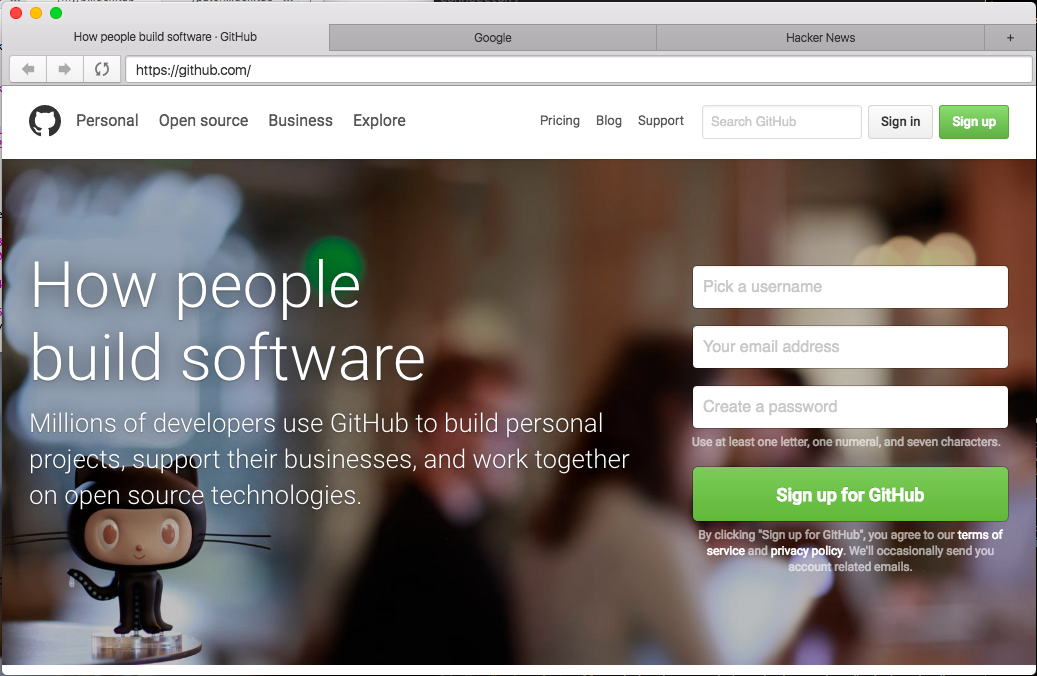 How people build software · GitHub
Google
Hacker News
+
https://github.com/
Personal Open source Business Explore Pricing Blog Support Search GitHub Sign in Sign up
How people
build software
Millions of developers use GitHub to build personal
projects, support their businesses, and work together
on open source technologies.
Pick a username
Your email address
Create a password
Use at least one letter, one numeral, and seven characters.
Sign up for GitHub
By clicking "Sign up for GitHub", you agree to our terms of
service and privacy policy. We'll occasionally send you
account related emails.